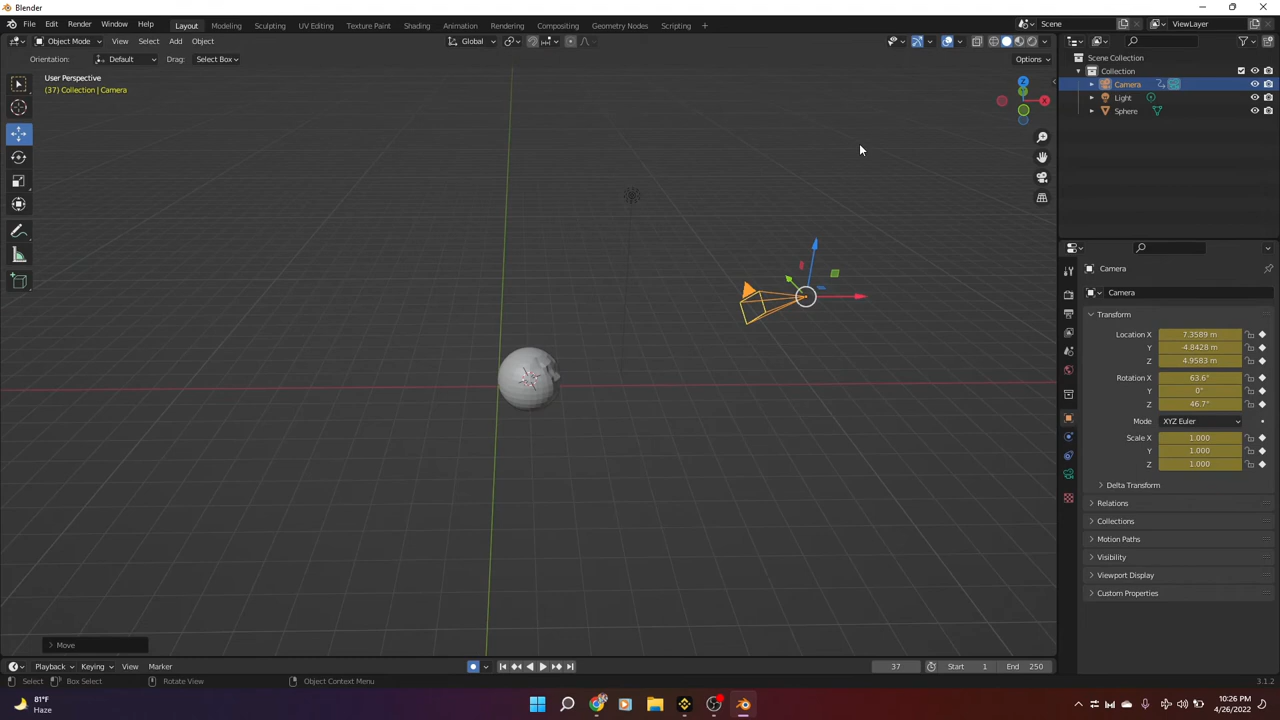 Blender
File Edit Render Window Help Layout Modeling Sculpting UV Editing Texture Paint Shading Animation Rendering Compositing Geometry Nodes Scripting + Scene ViewLayer
Object Mode View Select Add Object Global
Orientation: Default Drag: Select Box Options
User Perspective
(37) Collection | Camera
Z
X
Scene Collection
Collection
Camera
Light
Sphere
Camera
Camera
Transform
Location X 7.3589 m
Y -4.8428 m
Z 4.9583 m
Rotation X 63.6°
Y 0°
Z 46.7°
Mode XYZ Euler
Scale X 1.000
Y 1.000
Z 1.000
Delta Transform
Relations
Collections
Motion Paths
Visibility
Viewport Display
Custom Properties
Move
Playback Keying View Marker 37 Start 1 End 250
Select Box Select Rotate View Object Context Menu 3.1.2
81°F
Haze
10:26 PM
4/26/2022